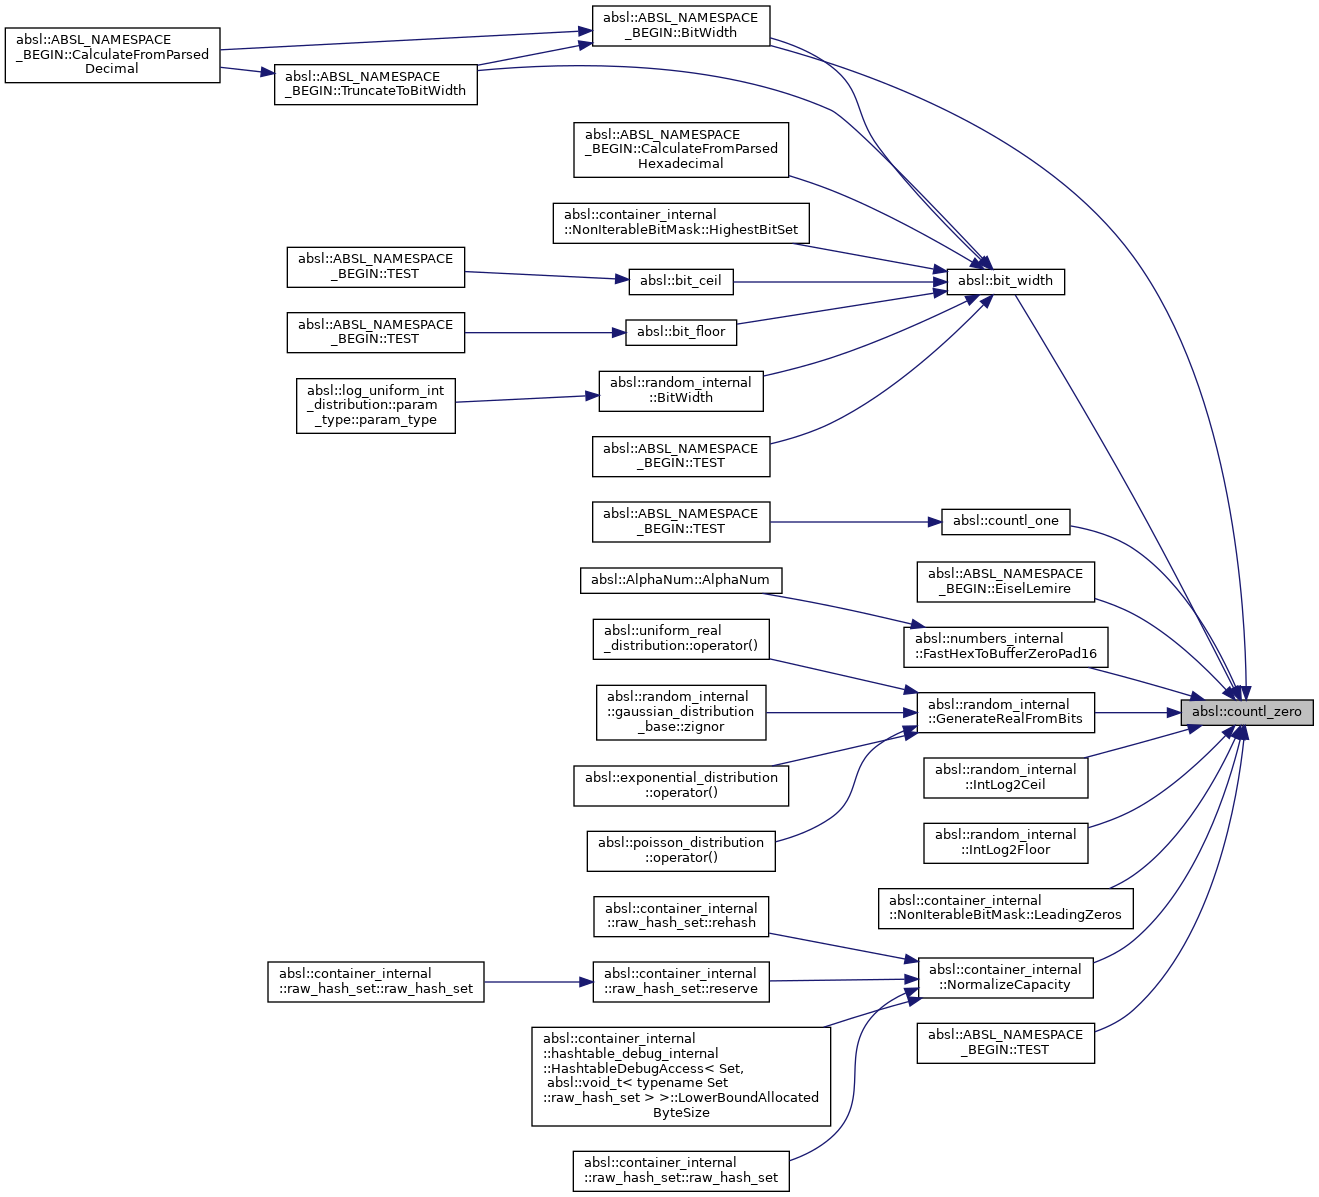 absl::ABSL_NAMESPACE
_BEGIN::BitWidth
absl::ABSL_NAMESPACE
_BEGIN::CalculateFromParsed
Decimal
absl::ABSL_NAMESPACE
_BEGIN::TruncateToBitWidth
absl::ABSL_NAMESPACE
_BEGIN::CalculateFromParsed
Hexadecimal
absl::container_internal
::NonIterableBitMask::HighestBitSet
absl::ABSL_NAMESPACE
_BEGIN::TEST
absl::bit_ceil
absl::bit_width
absl::ABSL_NAMESPACE
_BEGIN::TEST
absl::bit_floor
absl::log_uniform_int
_distribution::param
_type::param_type
absl::random_internal
::BitWidth
absl::ABSL_NAMESPACE
_BEGIN::TEST
absl::ABSL_NAMESPACE
_BEGIN::TEST
absl::countl_one
absl::ABSL_NAMESPACE
_BEGIN::EiselLemire
absl::AlphaNum::AlphaNum
absl::numbers_internal
::FastHexToBufferZeroPad16
absl::uniform_real
_distribution::operator()
absl::random_internal
::gaussian_distribution
_base::zignor
absl::random_internal
::GenerateRealFromBits
absl::countl_zero
absl::exponential_distribution
::operator()
absl::random_internal
::IntLog2Ceil
absl::poisson_distribution
::operator()
absl::random_internal
::IntLog2Floor
absl::container_internal
::NonIterableBitMask::LeadingZeros
absl::container_internal
::raw_hash_set::rehash
absl::container_internal
::raw_hash_set::raw_hash_set
absl::container_internal
::raw_hash_set::reserve
absl::container_internal
::NormalizeCapacity
absl::container_internal
::hashtable_debug_internal
::HashtableDebugAccess< Set,
absl::void_t< typename Set
::raw_hash_set > >::LowerBoundAllocated
ByteSize
absl::ABSL_NAMESPACE
_BEGIN::TEST
absl::container_internal
::raw_hash_set::raw_hash_set